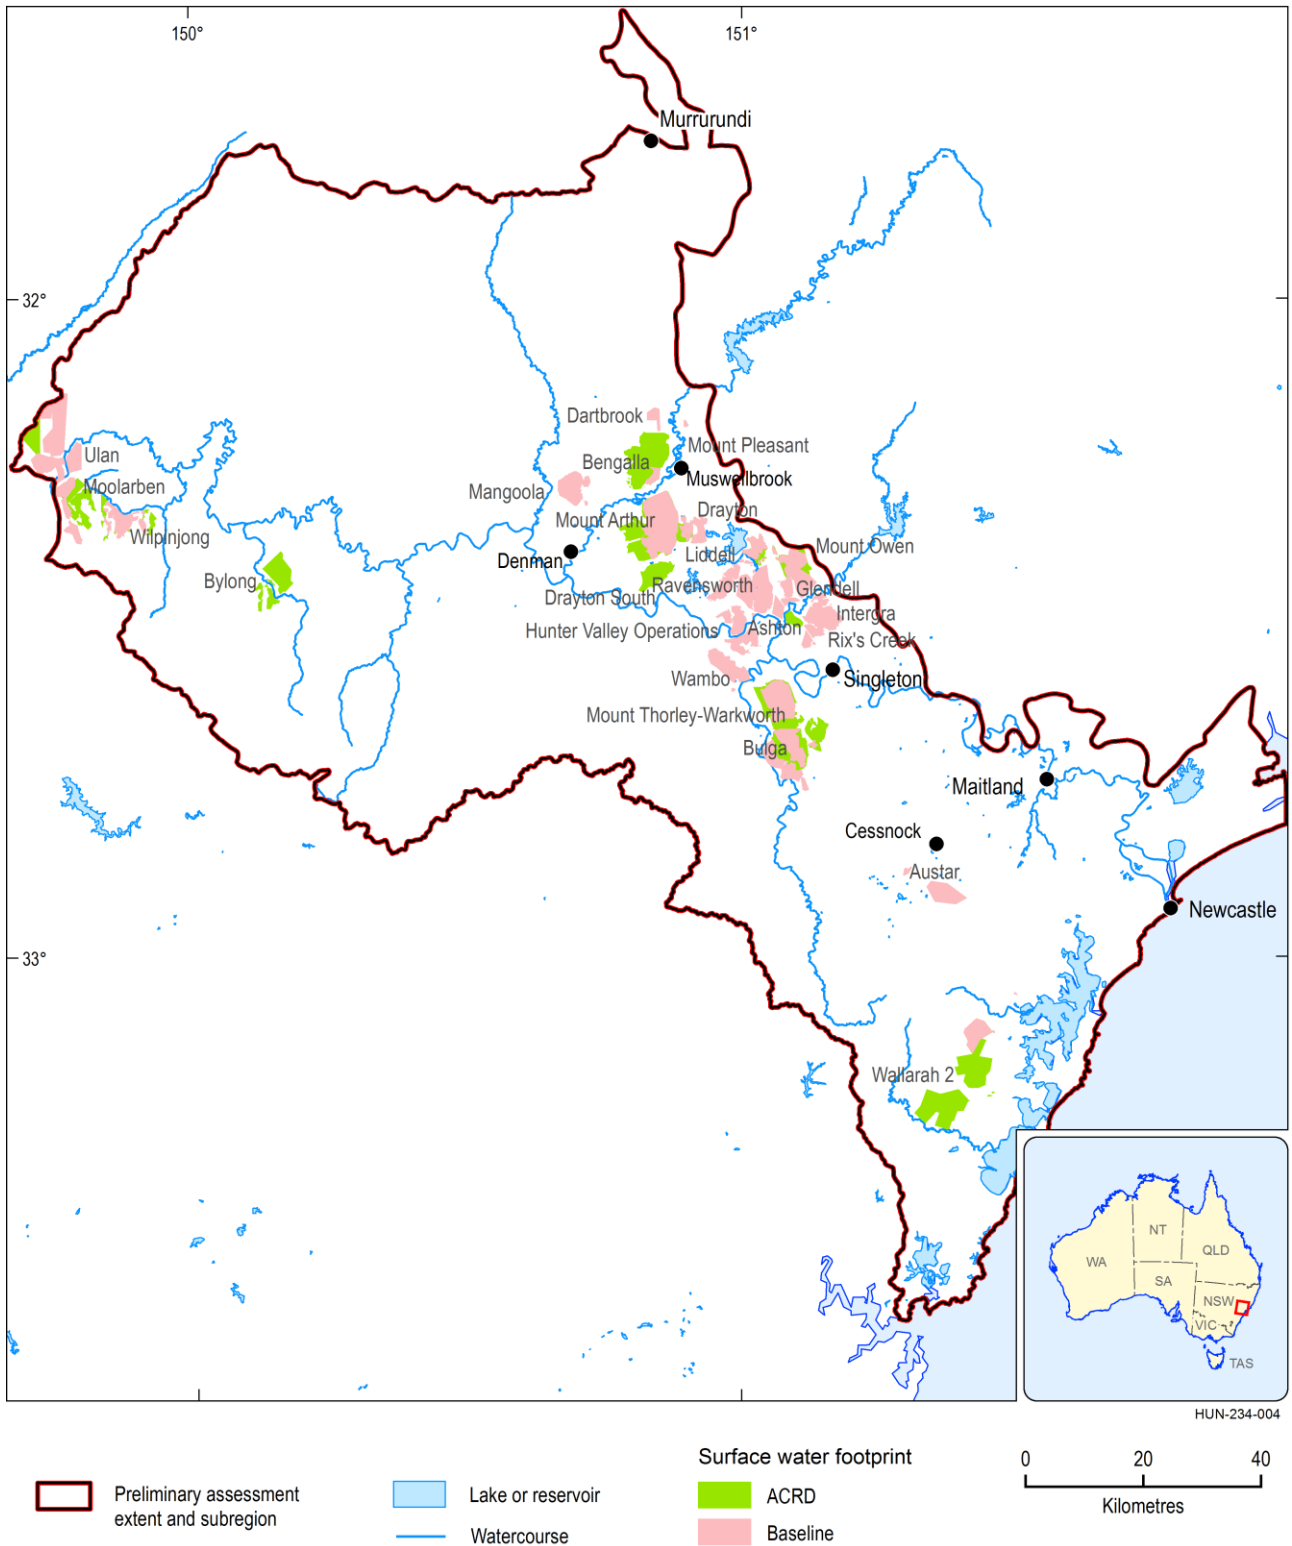 150°
151°
Murrurundi
32°
Dartbrook
Mount Pleasant
Ulan
Bengalla
Muswellbrook
Moolarben
Mangoola
Drayton
Mount Arthur
Wilpinjong
Mount Owen
Liddell
Denman
Bylong
Ravensworth
Glendell
Drayton South
Intergra
Hunter Valley Operations
Ashton
Rix's Creek
Wambo
Singleton
Mount Thorley-Warkworth
Bulga
Maitland
Cessnock
Austar
Newcastle
33°
Wallarah 2
NT
QLD
WA
SA
NSW
VIC
TAS
HUN-234-004
Surface water footprint
0 20 40
Kilometres
Preliminary assessment
extent and subregion
Lake or reservoir
Watercourse
ACRD
Baseline